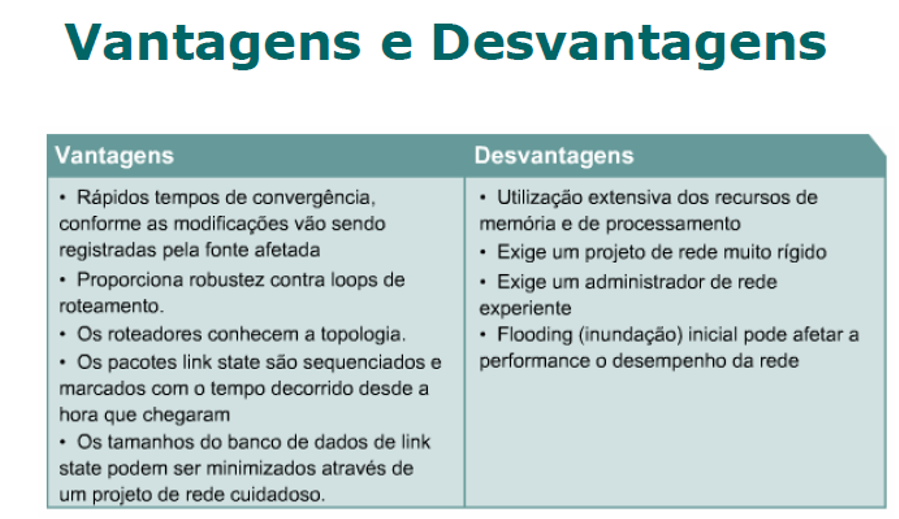 Vantagens e Desvantagens
Vantagens
• Rápidos tempos de convergência,
conforme as modificações vão sendo
registradas pela fonte afetada
• Proporciona robustez contra loops de
roteamento.
• Os roteadores conhecem a topologia.
• Os pacotes link state são sequenciados e
marcados com o tempo decorrido desde a
hora que chegaram
• Os tamanhos do banco de dados de link
state podem ser minimizados através de
um projeto de rede cuidadoso.
Desvantagens
• Utilização extensiva dos recursos de
memória e de processamento
• Exige um projeto de rede muito rígido
• Exige um administrador de rede
experiente
• Flooding (inundação) inicial pode afetar a
performance o desempenho da rede